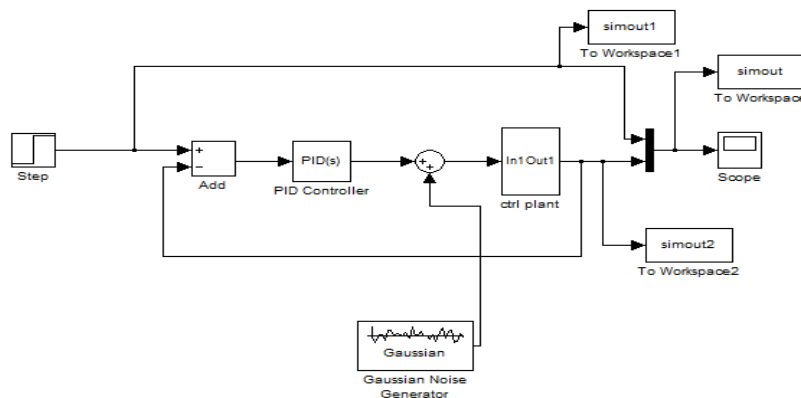 simout1
To Workspace1
simout
To Workspace
Step
+
−
Add
PID(s)
PID Controller
+
+
In1 Out1
ctrl plant
Scope
simout2
To Workspace2
Gaussian
Gaussian Noise
Generator